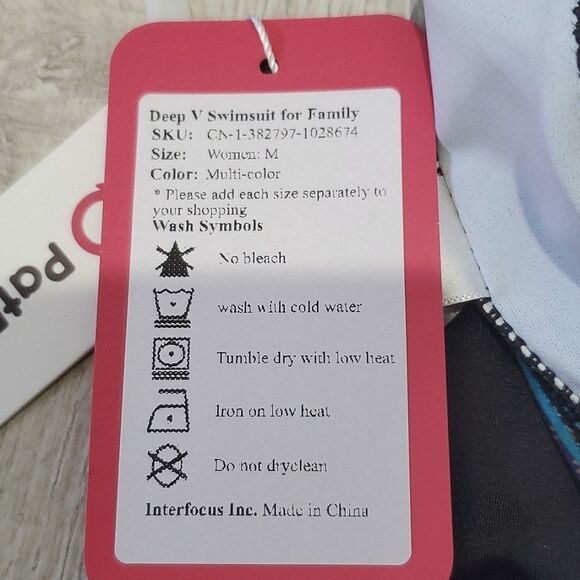 Deep V Swimsuit for Family
SKU: CN-1-382797-1028674
Size: Women: M
Color: Multi-color
* Please add each size separately to
your shopping
Wash Symbols
No bleach
wash with cold water
Tumble dry with low heat
Iron on low heat
Do not dryclean
Interfocus Inc. Made in China
Pat